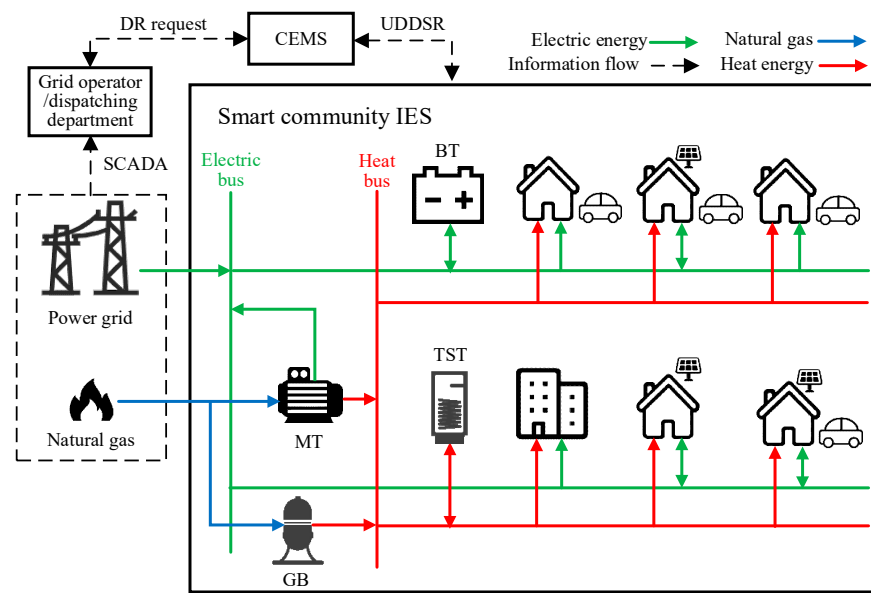 DR request
CEMS
UDDSR
Electric energy
Natural gas
Information flow
Heat energy
Grid operator
/dispatching
department
SCADA
Smart community IES
Electric
bus
Heat
bus
BT
Power grid
TST
Natural gas
MT
GB